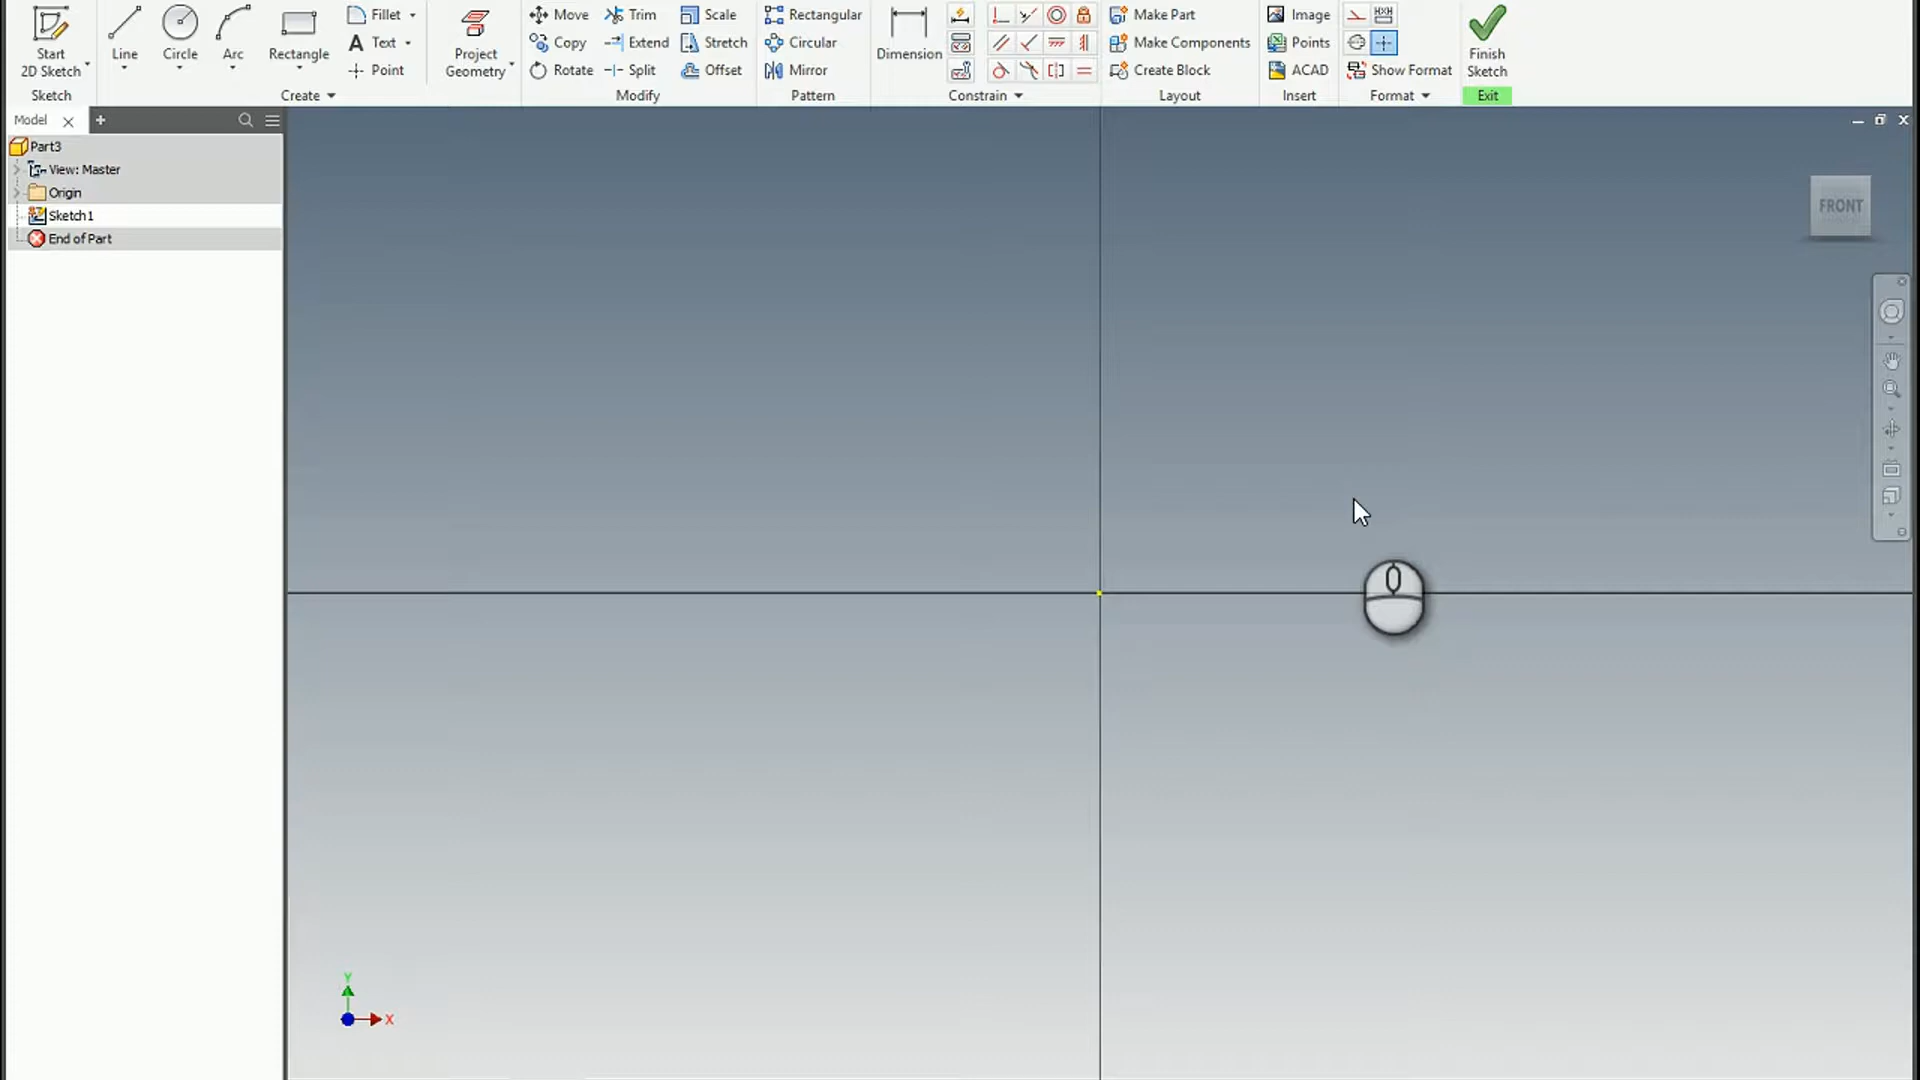 Start
2D Sketch
Sketch
Line
Circle
Arc
Rectangle
Fillet
Text
Point
Create
Project
Geometry
Move
Copy
Rotate
Trim
Extend
Split
Scale
Stretch
Offset
Modify
Rectangular
Circular
Mirror
Pattern
Dimension
Constrain
Make Part
Make Components
Create Block
Layout
Image
Points
ACAD
Insert
Show Format
Format
Finish
Sketch
Exit
Model
Part3
View: Master
Origin
Sketch1
End of Part
FRONT
Y
X